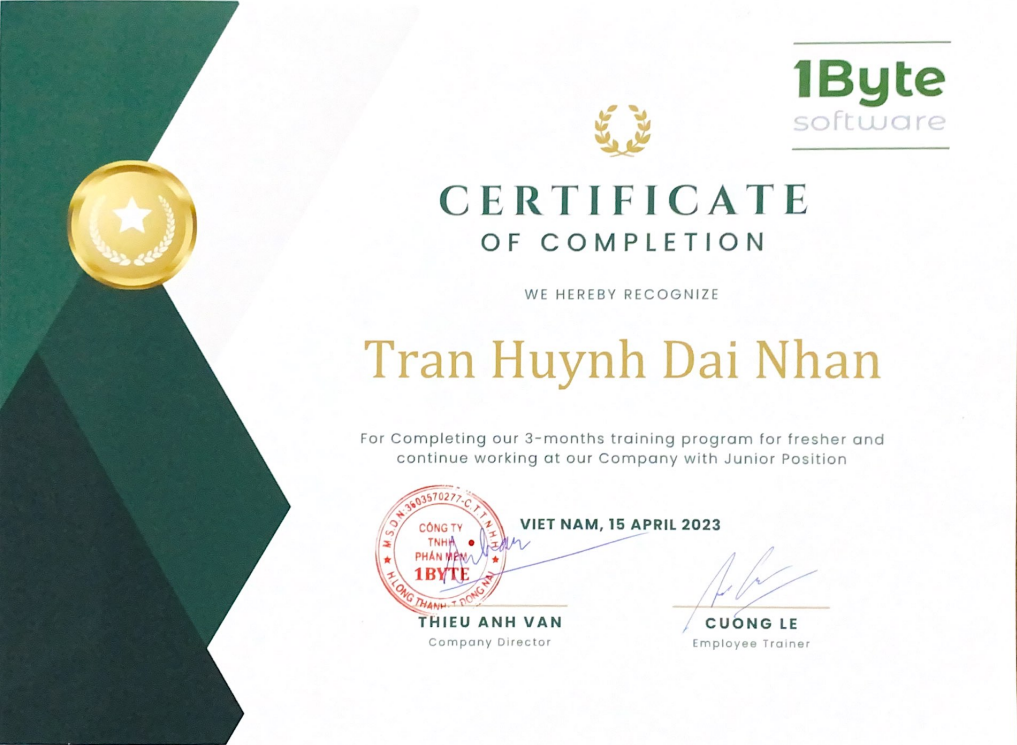 1Byte
software
CERTIFICATE
OF COMPLETION
WE HEREBY RECOGNIZE
Tran Huynh Dai Nhan
For Completing our 3-months training program for fresher and
continue working at our Company with Junior Position
VIET NAM, 15 APRIL 2023
M.S.D.N:3603570277-C.T.T.N.H.H
CÔNG TY
TNHH
PHẦN MỀM
1BYTE
H.LONG THÀNH-T.ĐỒNG NAI
THIEU ANH VAN
Company Director
CUONG LE
Employee Trainer